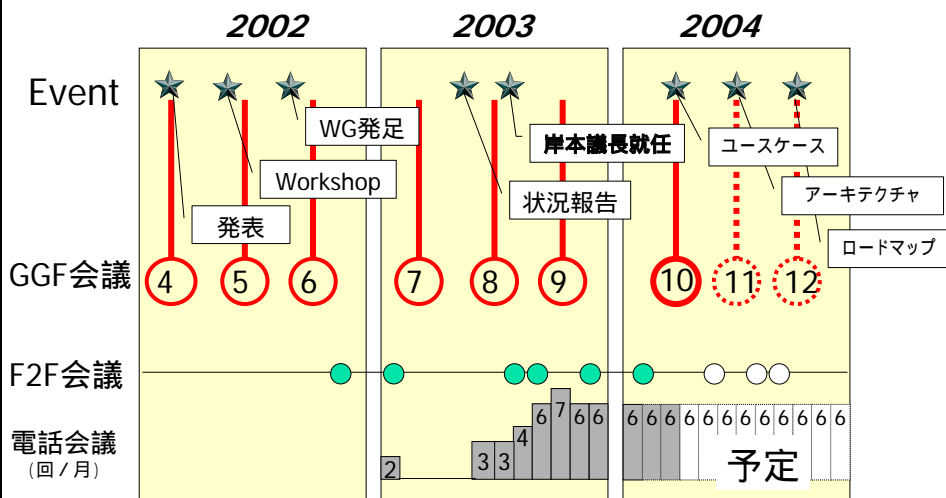 2002 2003 2004
Event
WG発足
岸本議長就任
ユースケース
Workshop
状況報告
アーキテクチャ
発表
ロードマップ
GGF会議 4 5 6 7 8 9 10 11 12
F2F会議
電話会議
(回/月)
2 3 3 4 6 7 6 6 6 6 6 6 6 6 6 6 6 6 6 6
予定